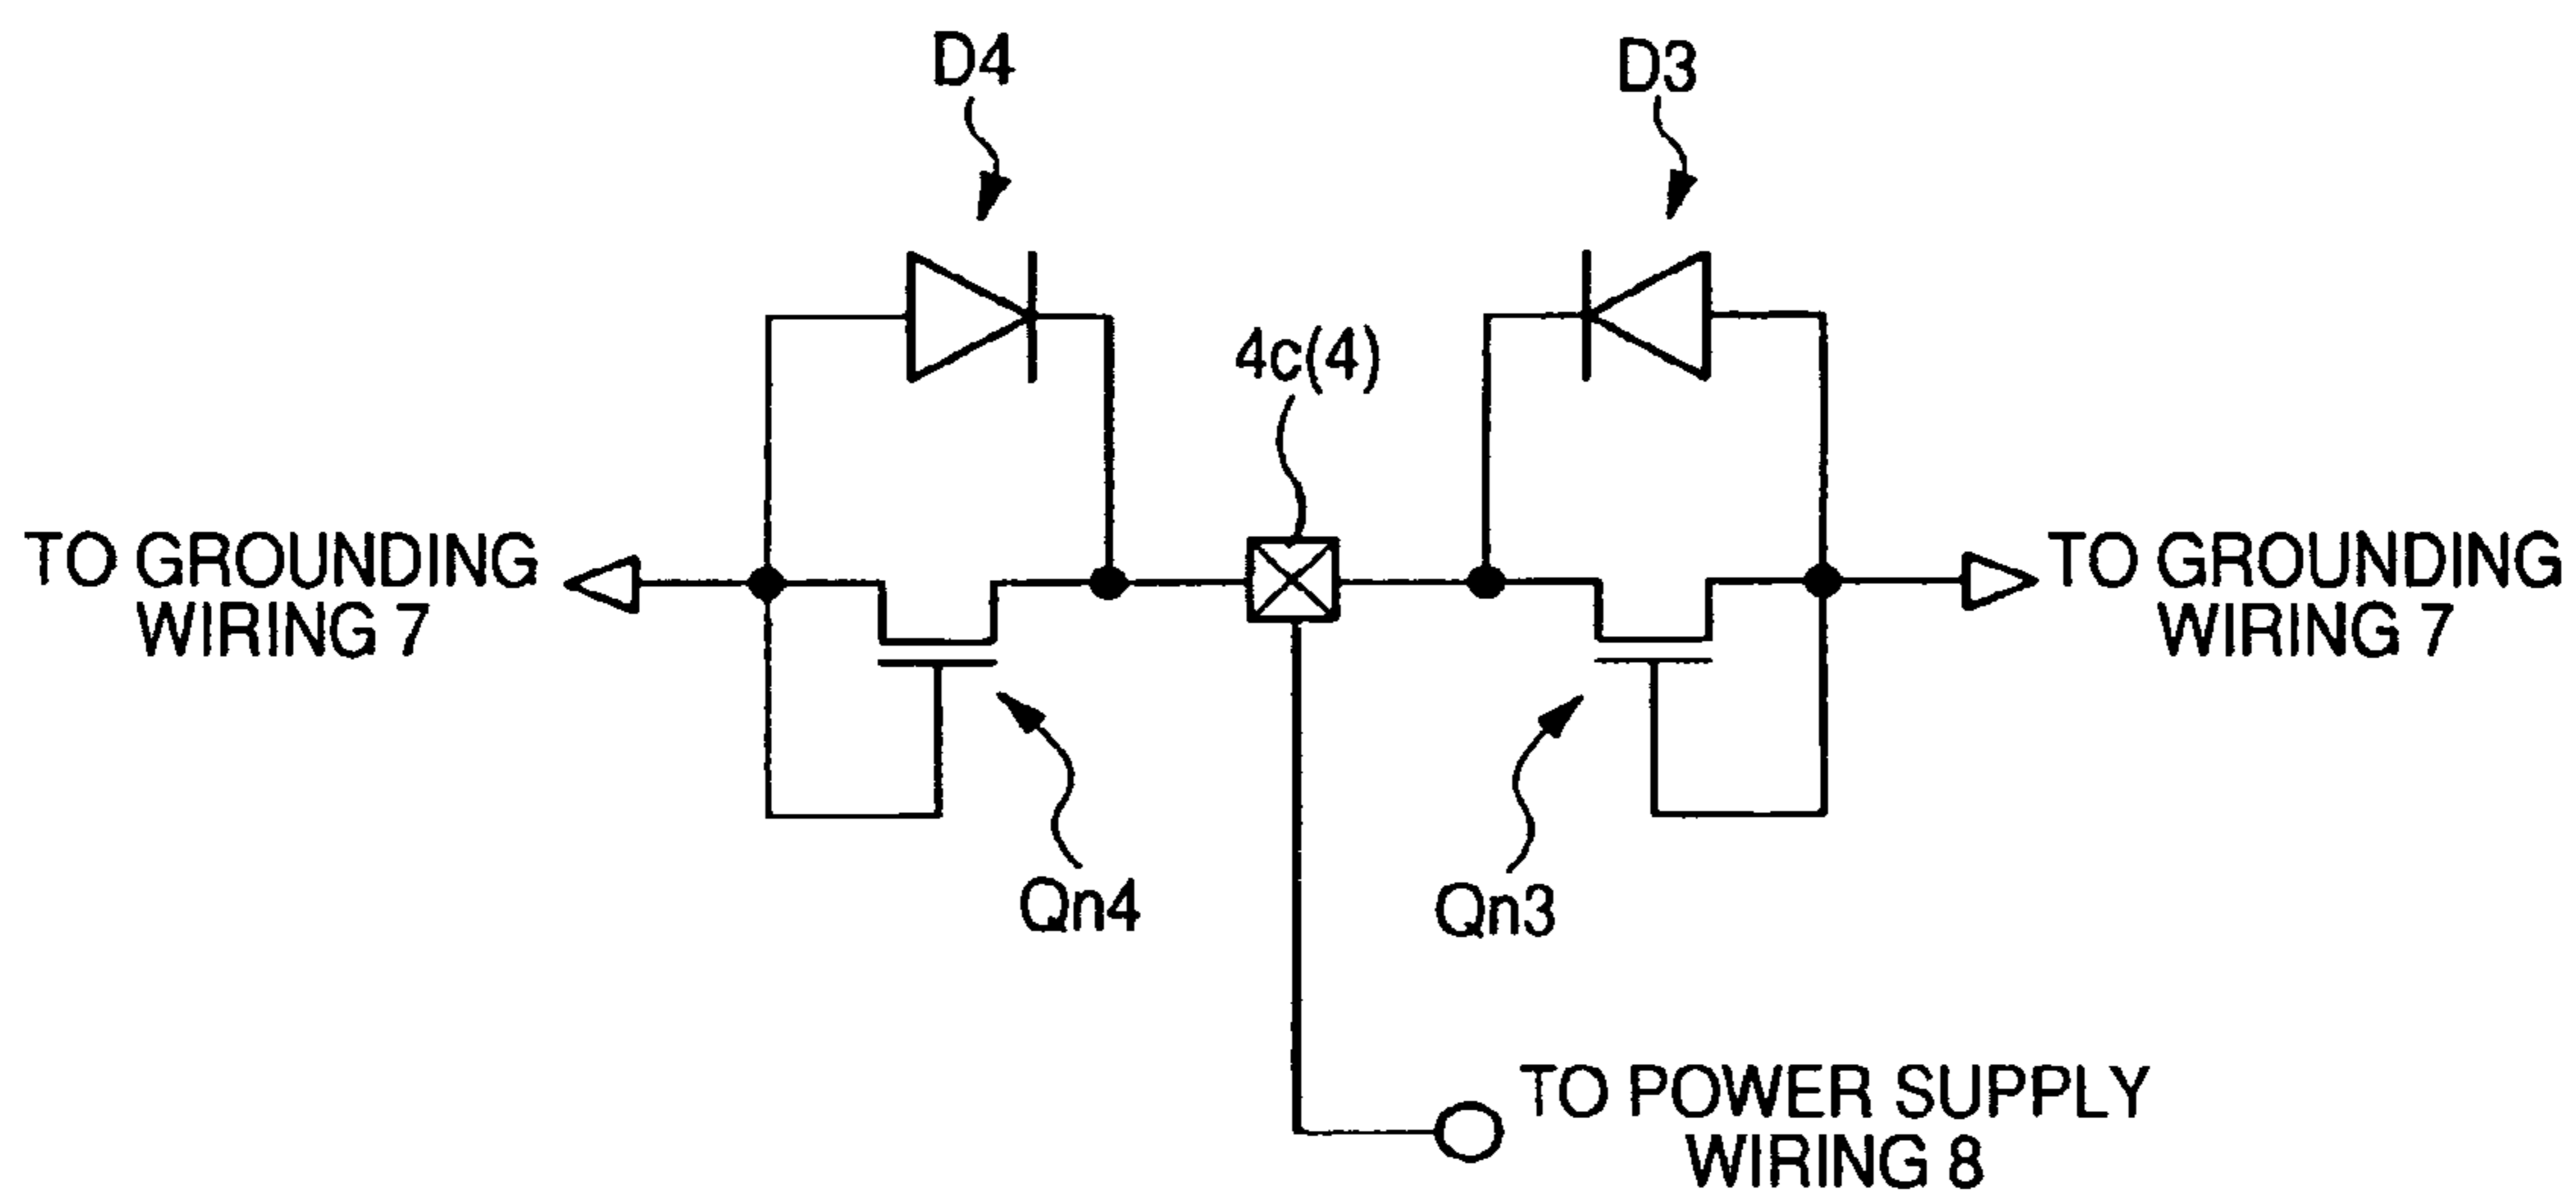 D4
D3
4c(4)
TO GROUNDING
WIRING 7
TO GROUNDING
WIRING 7
Qn4
Qn3
TO POWER SUPPLY
WIRING 8